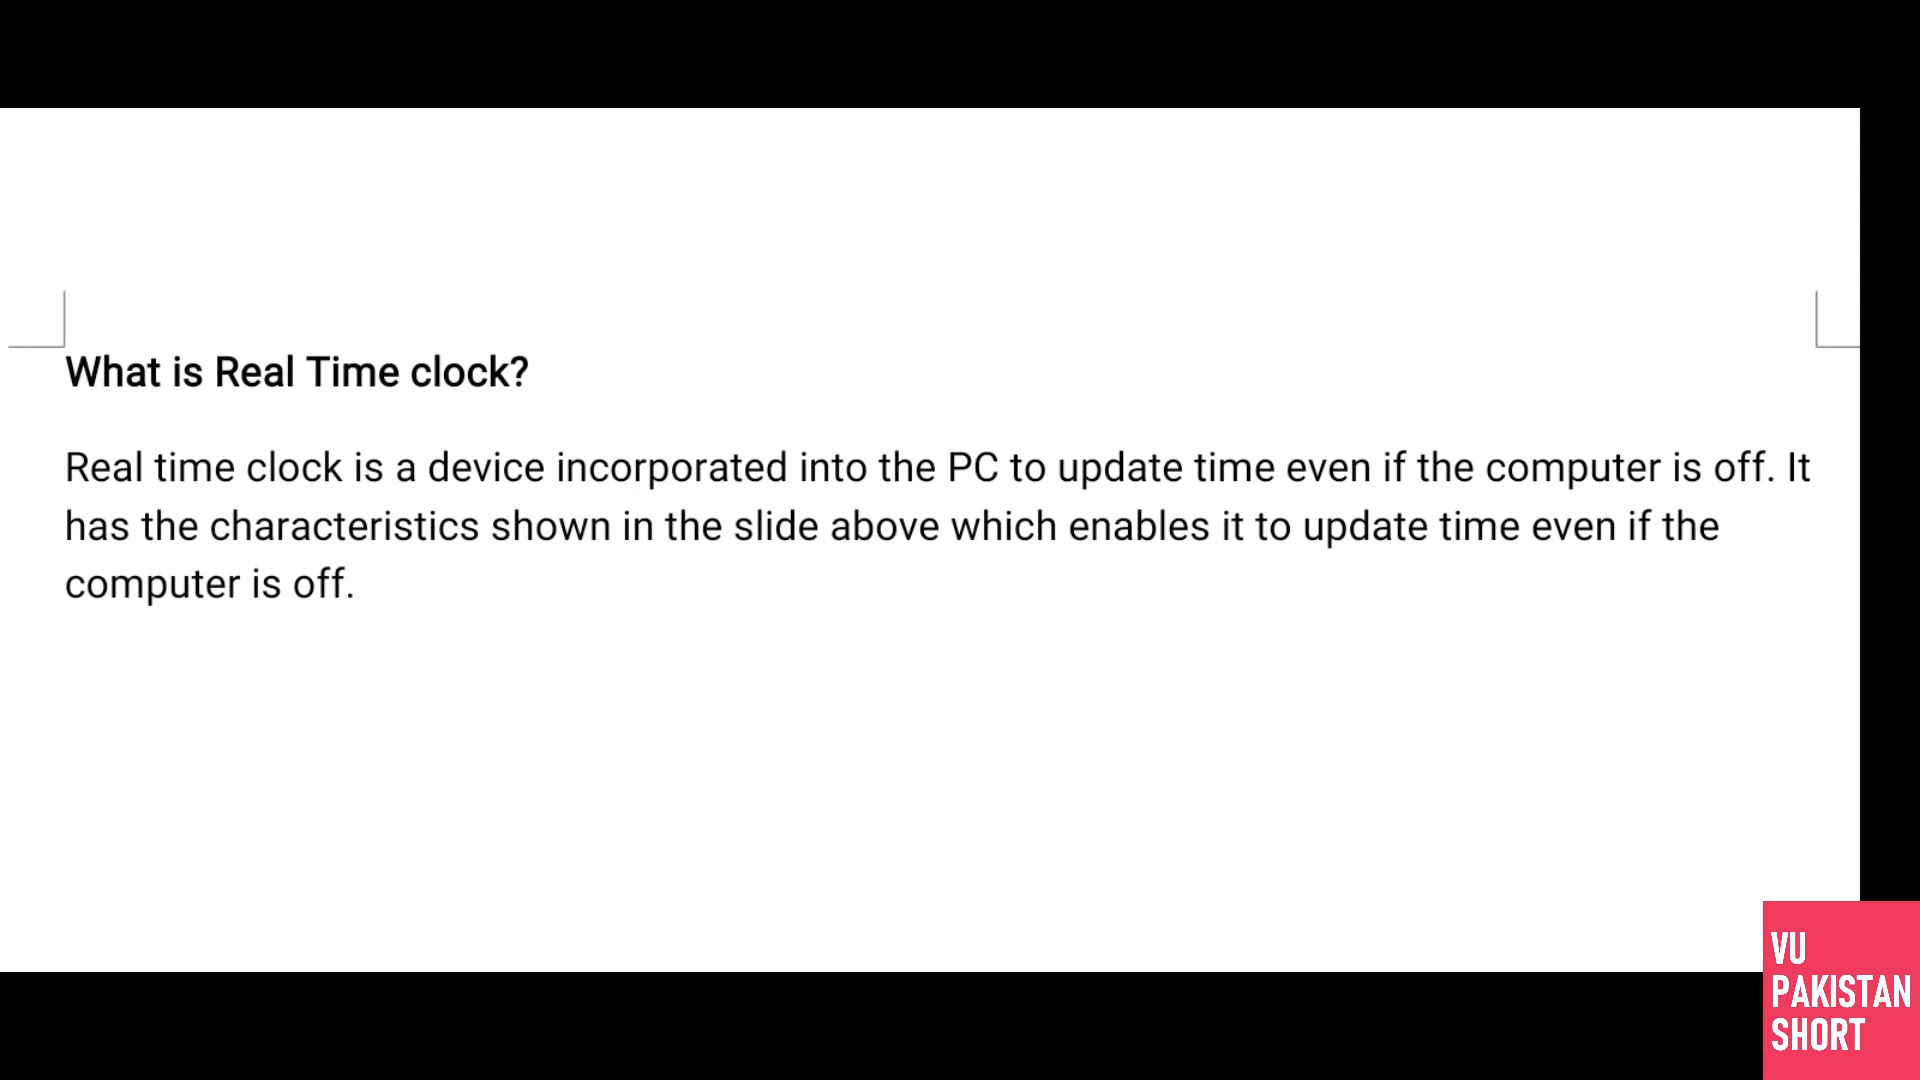 What is Real Time clock?
Real time clock is a device incorporated into the PC to update time even if the computer is off. It
has the characteristics shown in the slide above which enables it to update time even if the
computer is off.
VU
PAKISTAN
SHORT